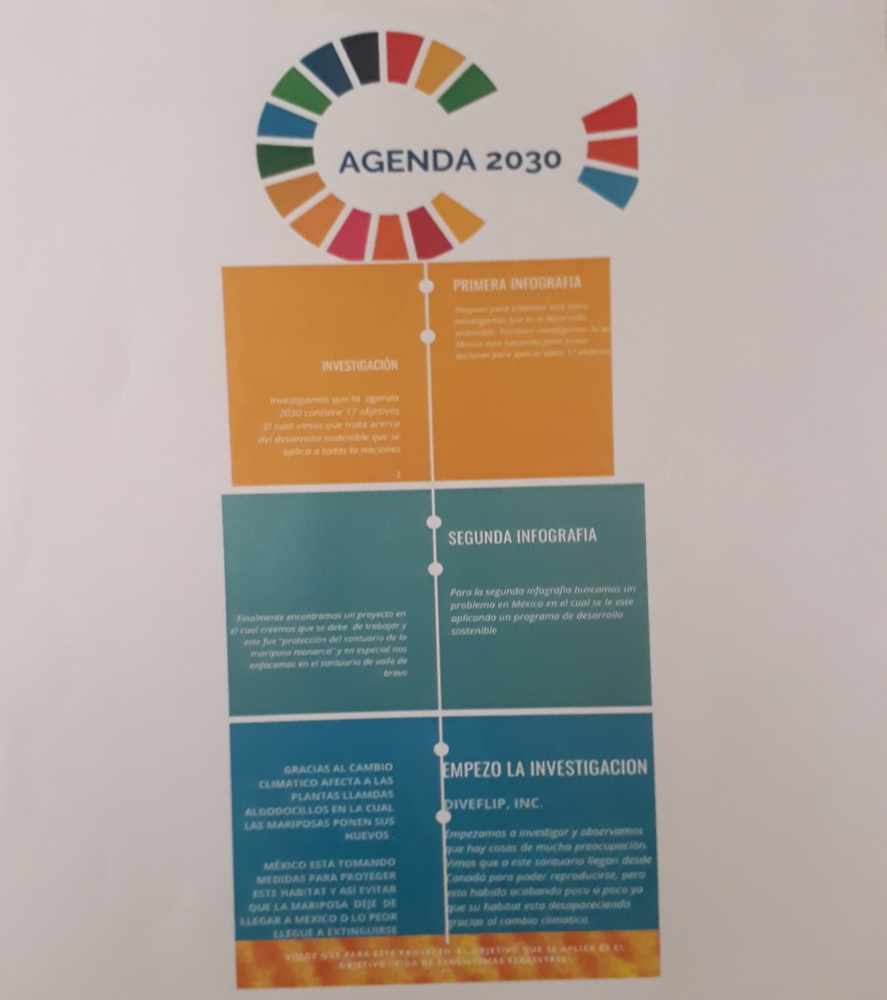 AGENDA 2030
PRIMERA INFOGRAFIA
Despues para entender este tema
investigamos que es el desarrollo
sostenible. Tambien investigamos lo
Mexico esta haciendo para tomar
acciones para aplicar estos 17 objetivos
INVESTIGACIÓN
Investigamos que la agenda
2030 contiene 17 objetivos
El cual vimos que trata acerca
del desarrollo sostenible que se
aplica a todas la naciones
SEGUNDA INFOGRAFIA
Para la segunda infografia buscamos un
problema en México en el cual se le este
aplicando un programa de desarrollo
sostenible
Finalmente encontramos un proyecto en
el cual creemos que se debe de trabajar y
este fue "protección del santuario de la
mariposa monarca" y en especial nos
enfocamos en el santuario de valle de
bravo
EMPEZO LA INVESTIGACION
DIVEFLIP, INC.
Empezamos a investigar y observamos
que hay cosas de mucha preocupación.
Vimos que a este santuario llegan desde
Canadá para poder reproducirse, pero
esto habido acabando poco a poco ya
que su habitat esta desapareciendo
gracias al cambio climatico.
GRACIAS AL CAMBIO
CLIMATICO AFECTA A LAS
PLANTAS LLAMDAS
ALGODOCILLOS EN LA CUAL
LAS MARIPOSAS PONEN SUS
HUEVOS .
MÉXICO ESTA TOMANDO
MEDIDAS PARA PROTEGER
ESTE HABITAT Y ASÍ EVITAR
QUE LA MARIPOSA DEJE DE
LLEGAR A MEXICO O LO PEOR
LLEGUE A EXTINGUIRSE
VIMOS QUE PARA ESTE PROYECTO EL OBJETIVO QUE SE APLICA ES EL
OBJETIVO VIDA DE ECOSISTEMAS TERRESTRES